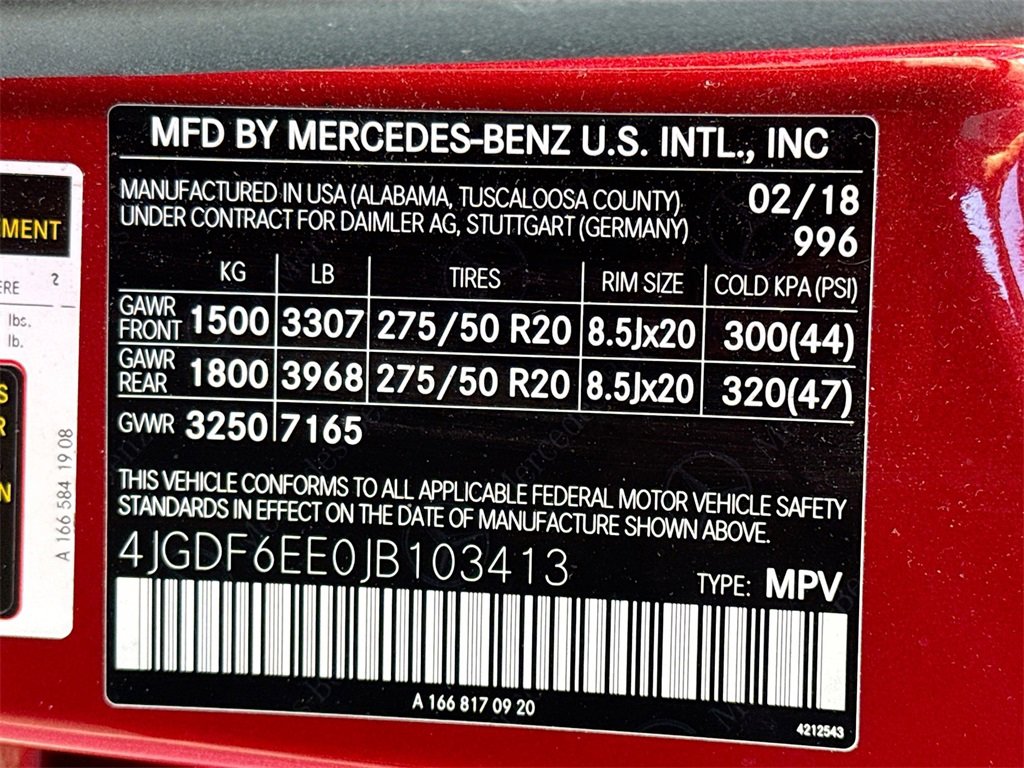 MFD BY MERCEDES-BENZ U.S. INTL., INC
MANUFACTURED IN USA (ALABAMA, TUSCALOOSA COUNTY) 02/18
UNDER CONTRACT FOR DAIMLER AG, STUTTGART (GERMANY) 996
KG LB TIRES RIM SIZE COLD KPA (PSI)
GAWR FRONT 1500 3307 275/50 R20 8.5Jx20 300(44)
GAWR REAR 1800 3968 275/50 R20 8.5Jx20 320(47)
GVWR 3250 7165
THIS VEHICLE CONFORMS TO ALL APPLICABLE FEDERAL MOTOR VEHICLE SAFETY
STANDARDS IN EFFECT ON THE DATE OF MANUFACTURE SHOWN ABOVE.
4JGDF6EE0JB103413
TYPE: MPV
A 166 817 09 20
4212543
2
lbs.
lb.
A 166 584 19 08